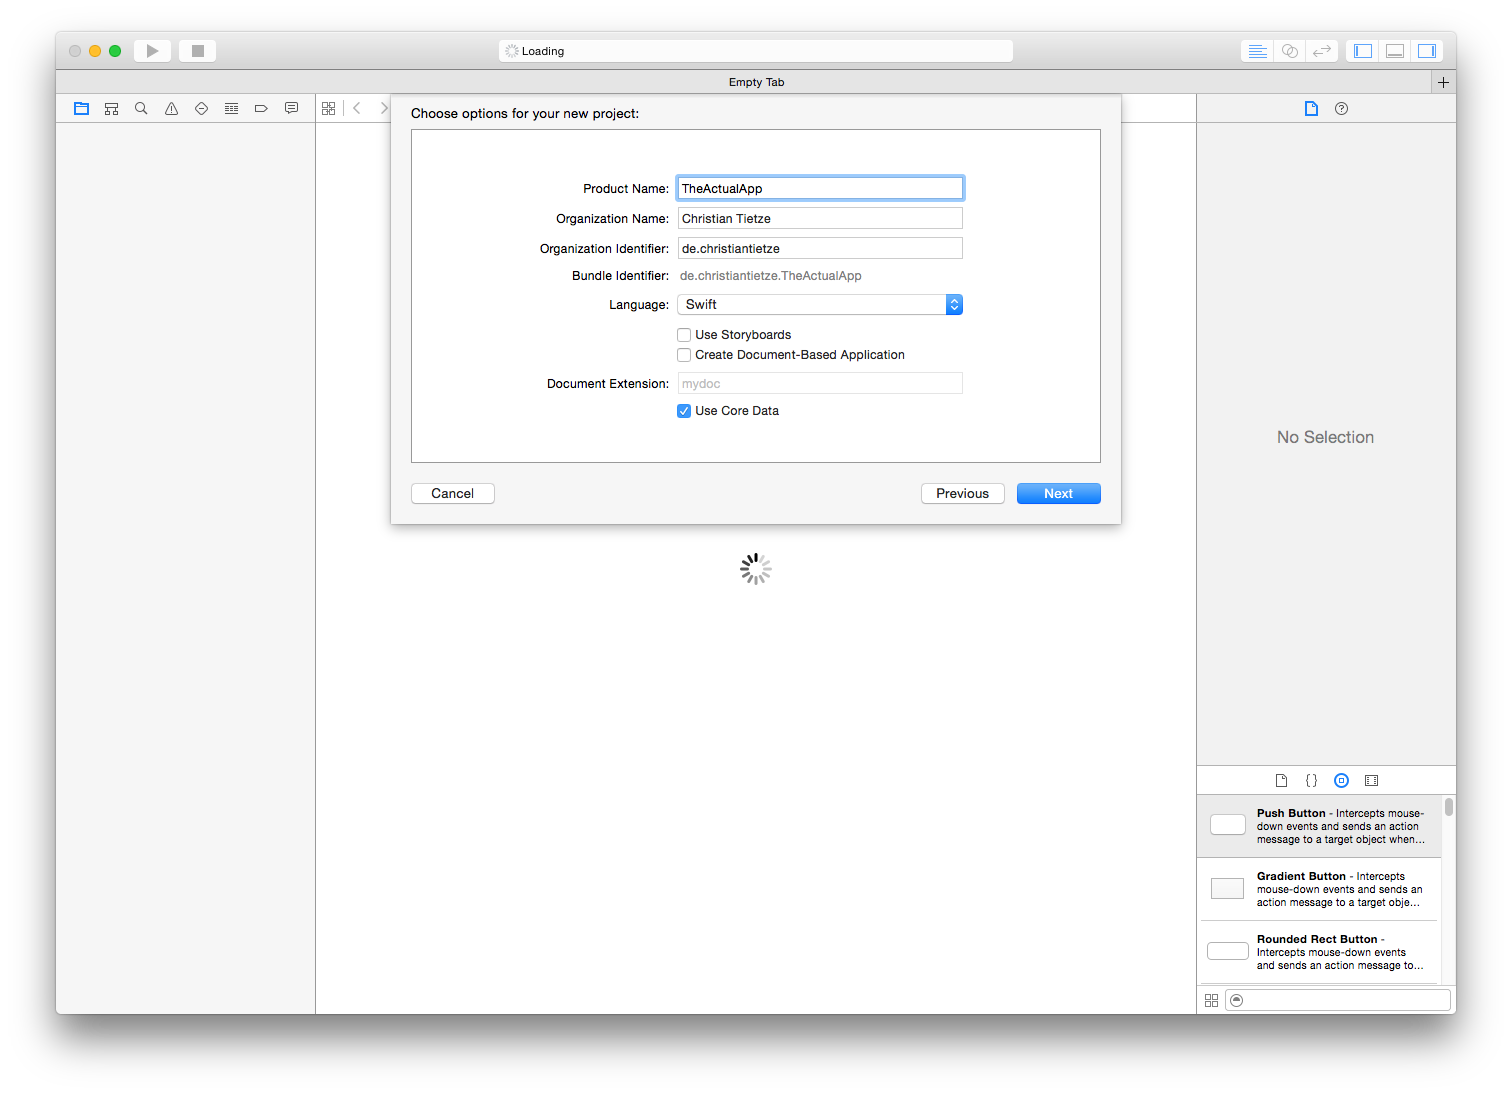 Loading
Empty Tab
Choose options for your new project:
Product Name: TheActualApp
Organization Name: Christian Tietze
Organization Identifier: de.christiantietze
Bundle Identifier: de.christiantietze.TheActualApp
Language: Swift
Use Storyboards
Create Document-Based Application
Document Extension: mydoc
Use Core Data
Cancel Previous Next
No Selection
Push Button - Intercepts mouse-
down events and sends an action
message to a target object when...
Gradient Button - Intercepts
mouse-down events and sends an
action message to a target obje...
Rounded Rect Button -
Intercepts mouse-down events
and sends an action message to...